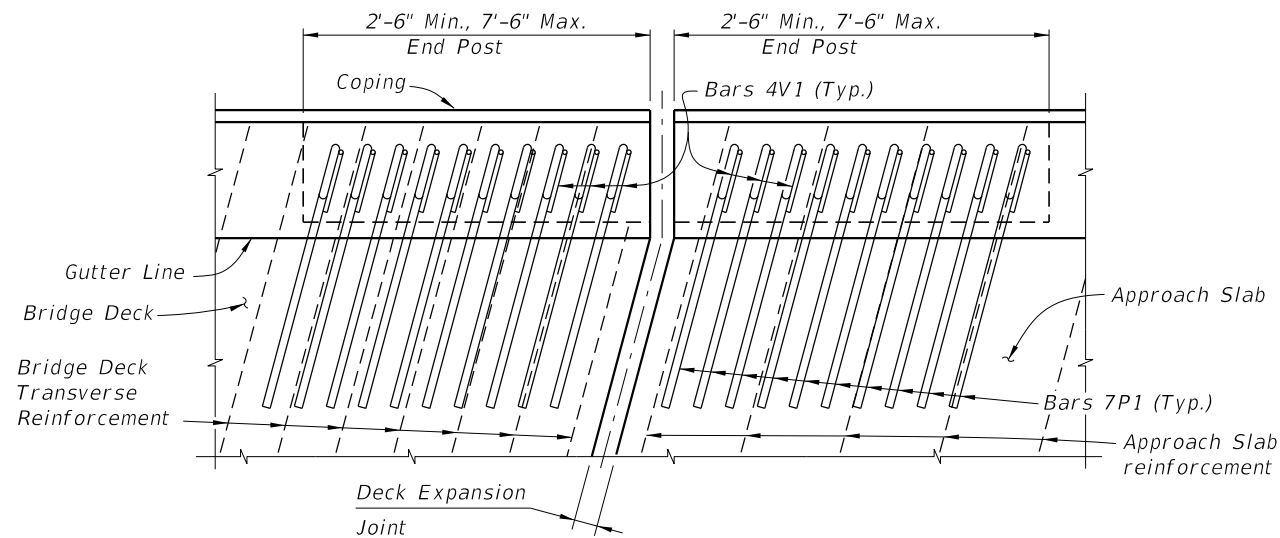 2'-6" Min., 7'-6" Max.
End Post
2'-6" Min., 7'-6" Max.
End Post
Coping
Bars 4V1 (Typ.)
Gutter Line
Bridge Deck
Approach Slab
Bridge Deck
Transverse
Reinforcement
Bars 7P1 (Typ.)
Approach Slab
reinforcement
Deck Expansion
Joint